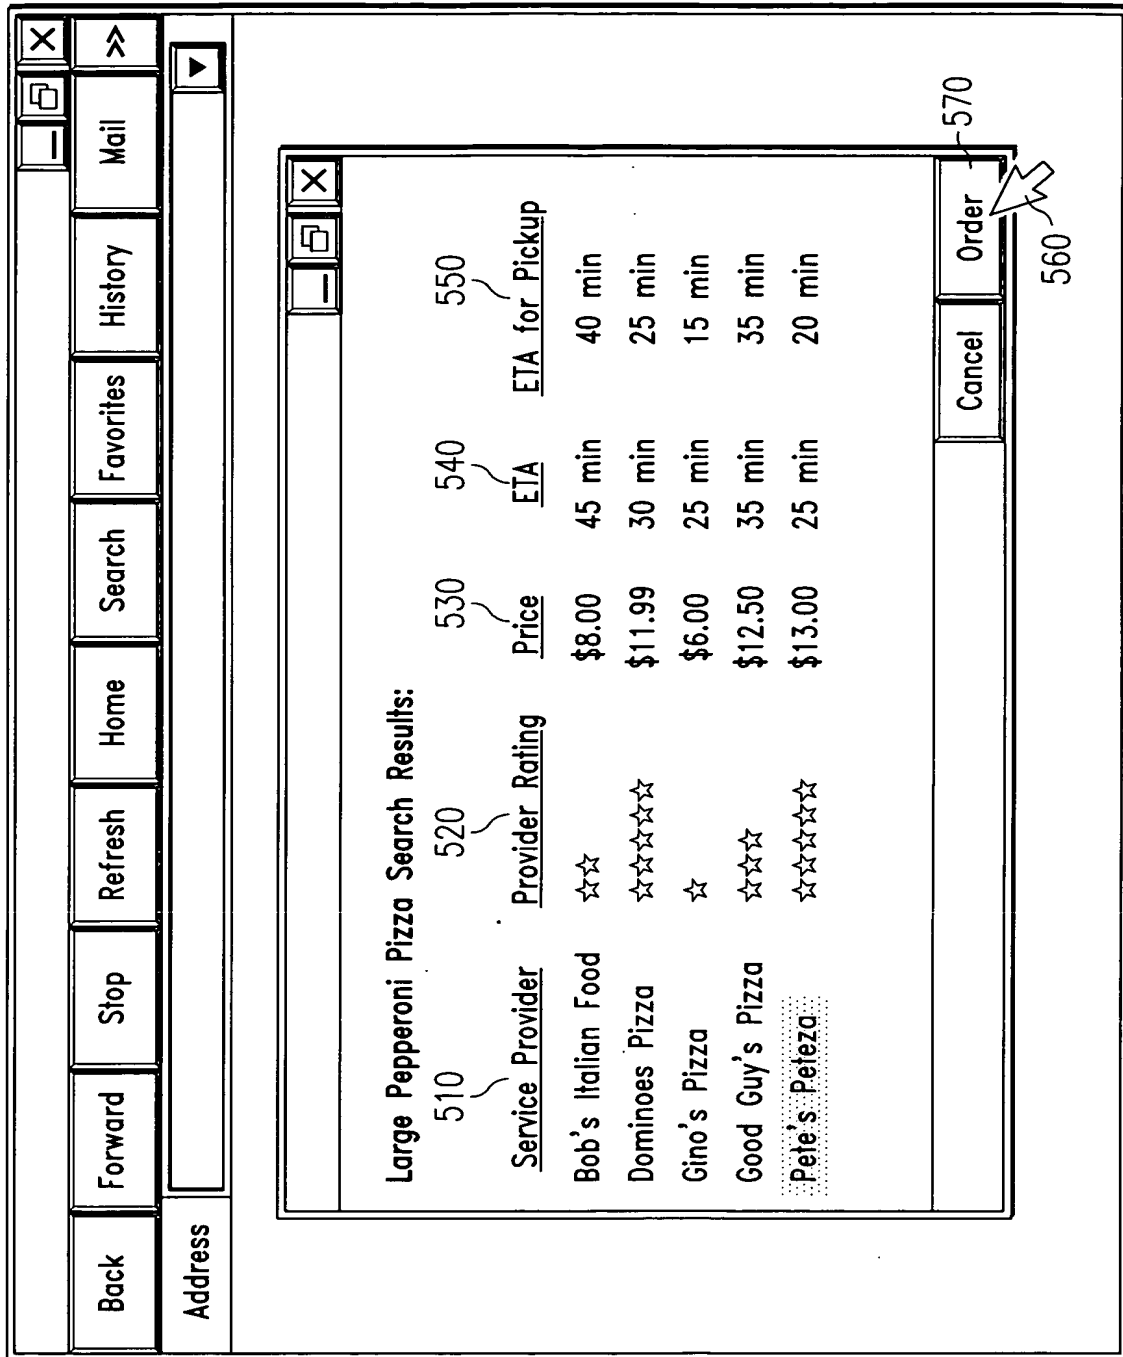 Back Forward Stop Refresh Home Search Favorites History Mail >>
Address
Large Pepperoni Pizza Search Results:
510 520 530 540 550
Service Provider Provider Rating Price ETA ETA for Pickup
Bob's Italian Food ☆☆ $8.00 45 min 40 min
Dominoes Pizza ☆☆☆☆☆ $11.99 30 min 25 min
Gino's Pizza ☆ $6.00 25 min 15 min
Good Guy's Pizza ☆☆☆ $12.50 35 min 35 min
Pete's Peteza ☆☆☆☆☆ $13.00 25 min 20 min
Cancel Order 570
560